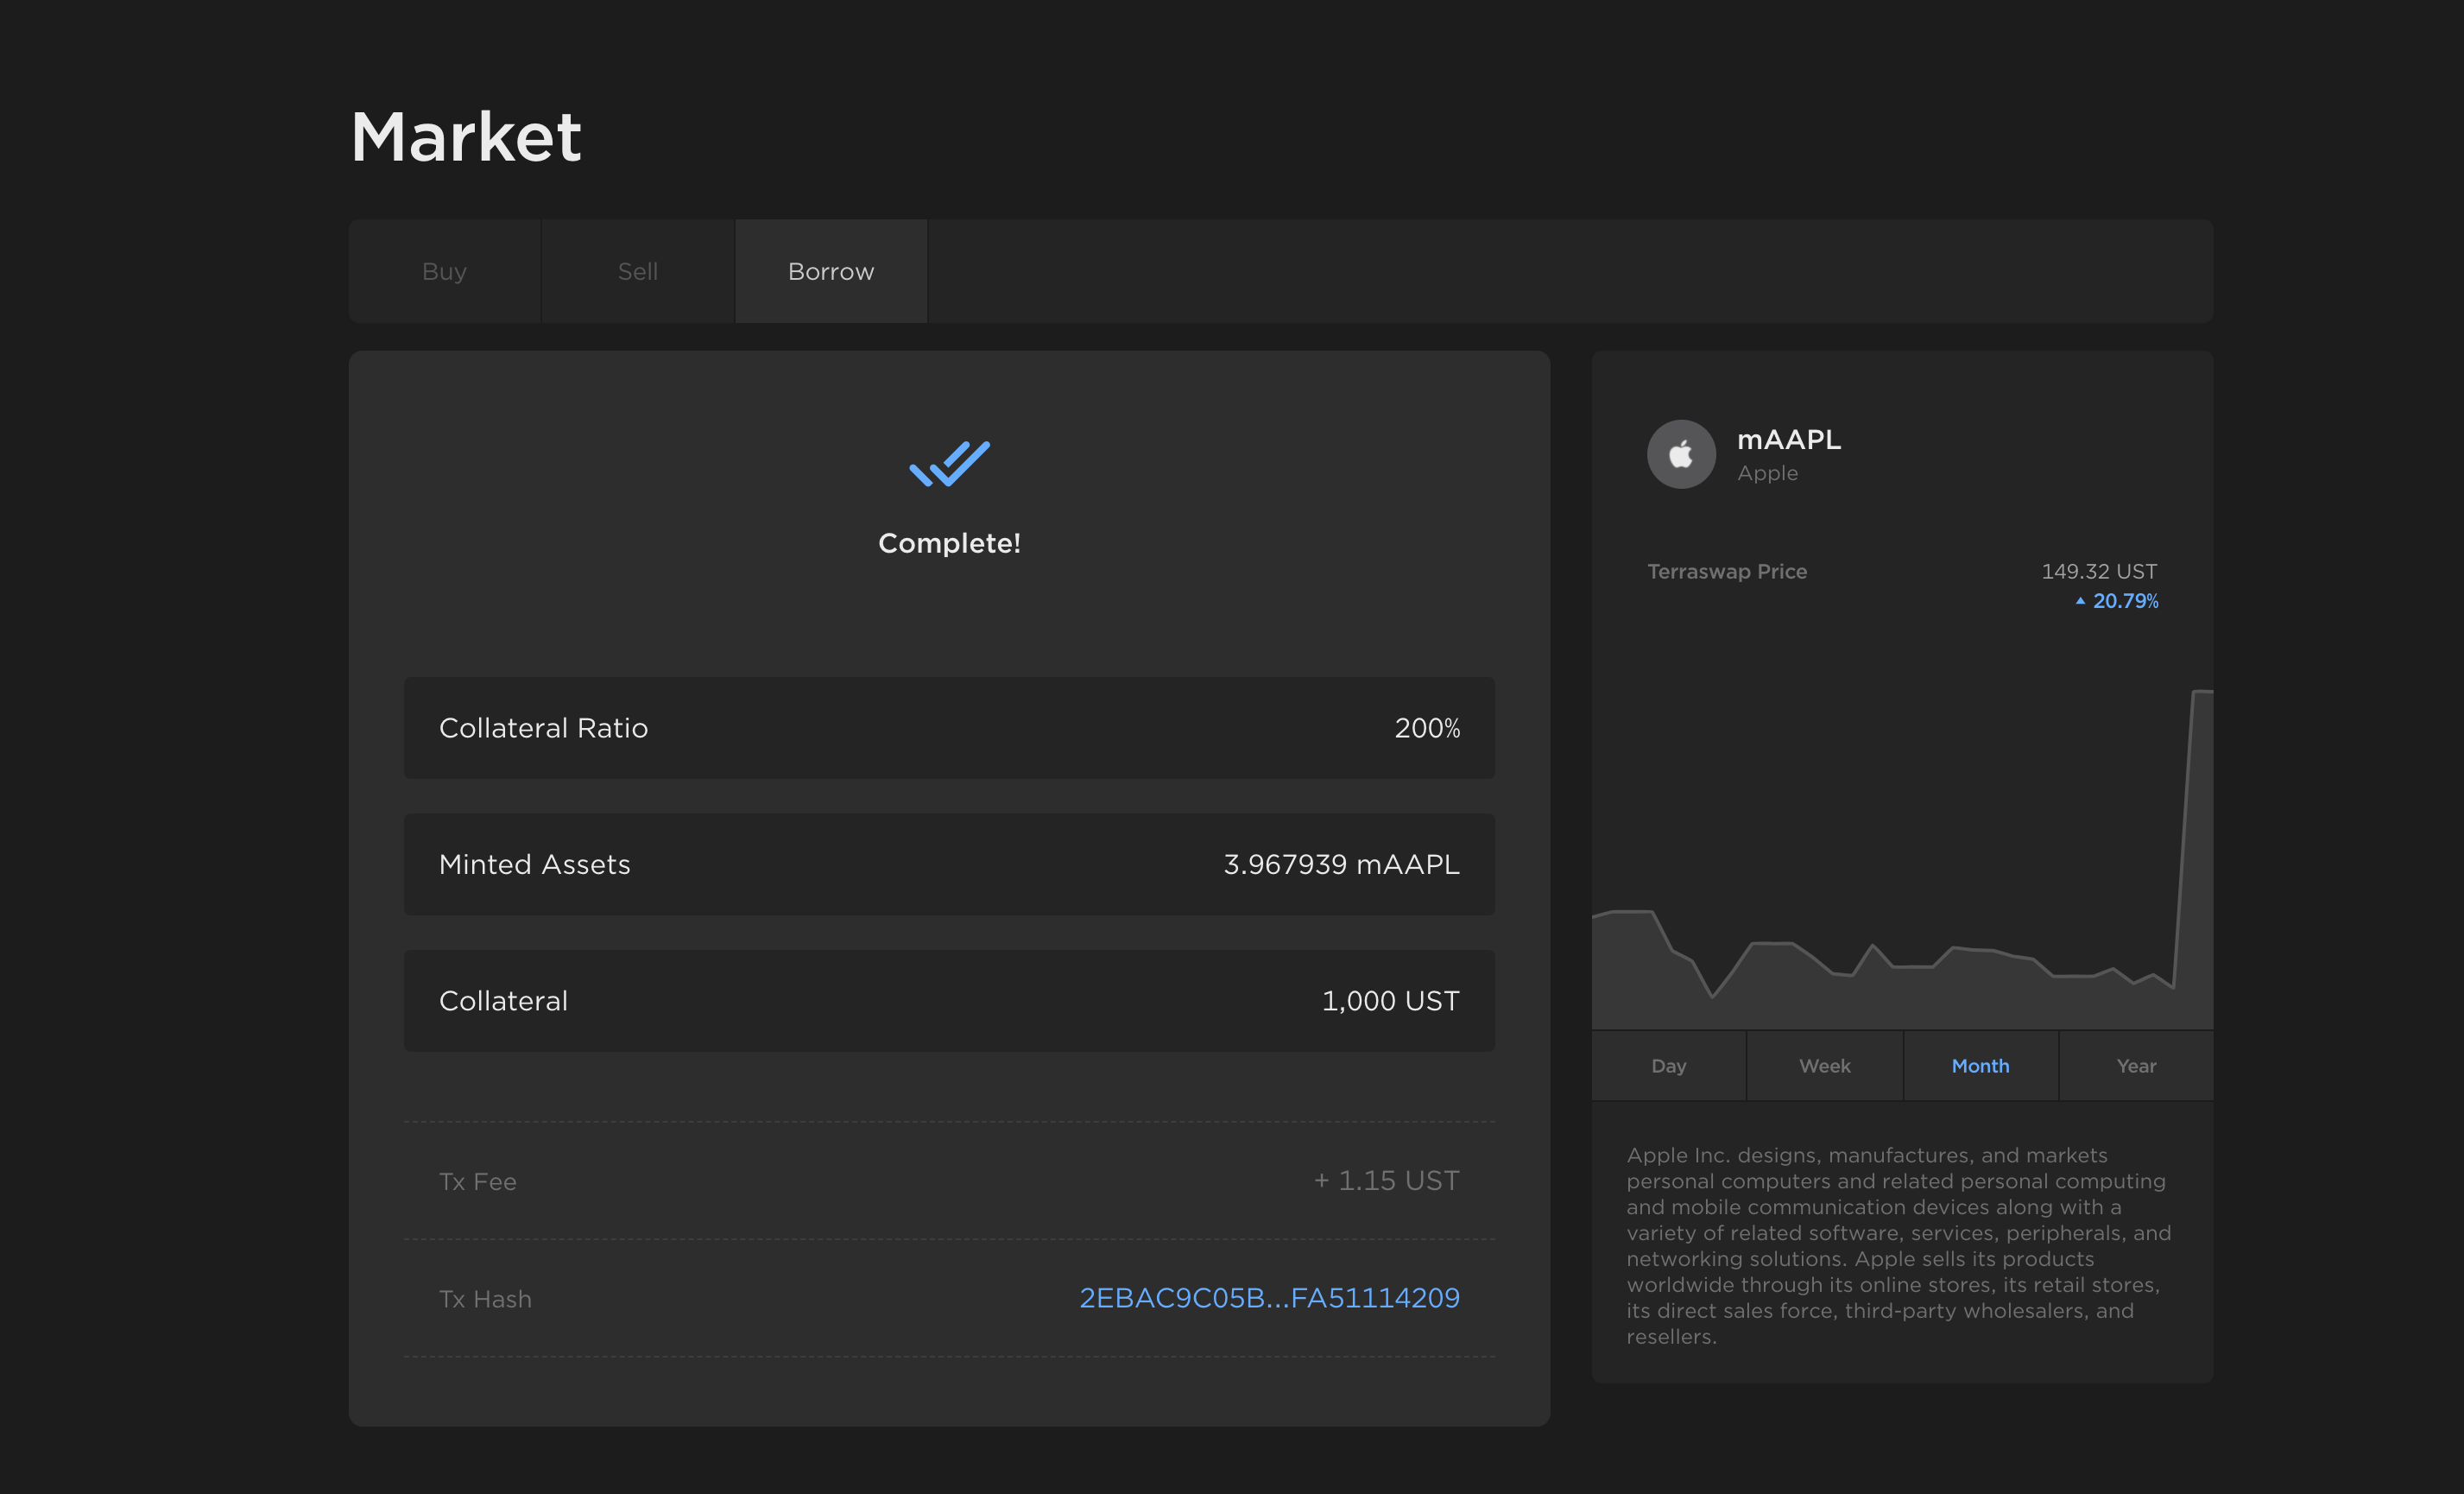 Market
Buy
Sell
Borrow
Complete!
Collateral Ratio 200%
Minted Assets 3.967939 mAAPL
Collateral 1,000 UST
Tx Fee + 1.15 UST
Tx Hash 2EBAC9C05B...FA51114209
mAAPL
Apple
Terraswap Price 149.32 UST
20.79%
Day Week Month Year
Apple Inc. designs, manufactures, and markets
personal computers and related personal computing
and mobile communication devices along with a
variety of related software, services, peripherals, and
networking solutions. Apple sells its products
worldwide through its online stores, its retail stores,
its direct sales force, third-party wholesalers, and
resellers.